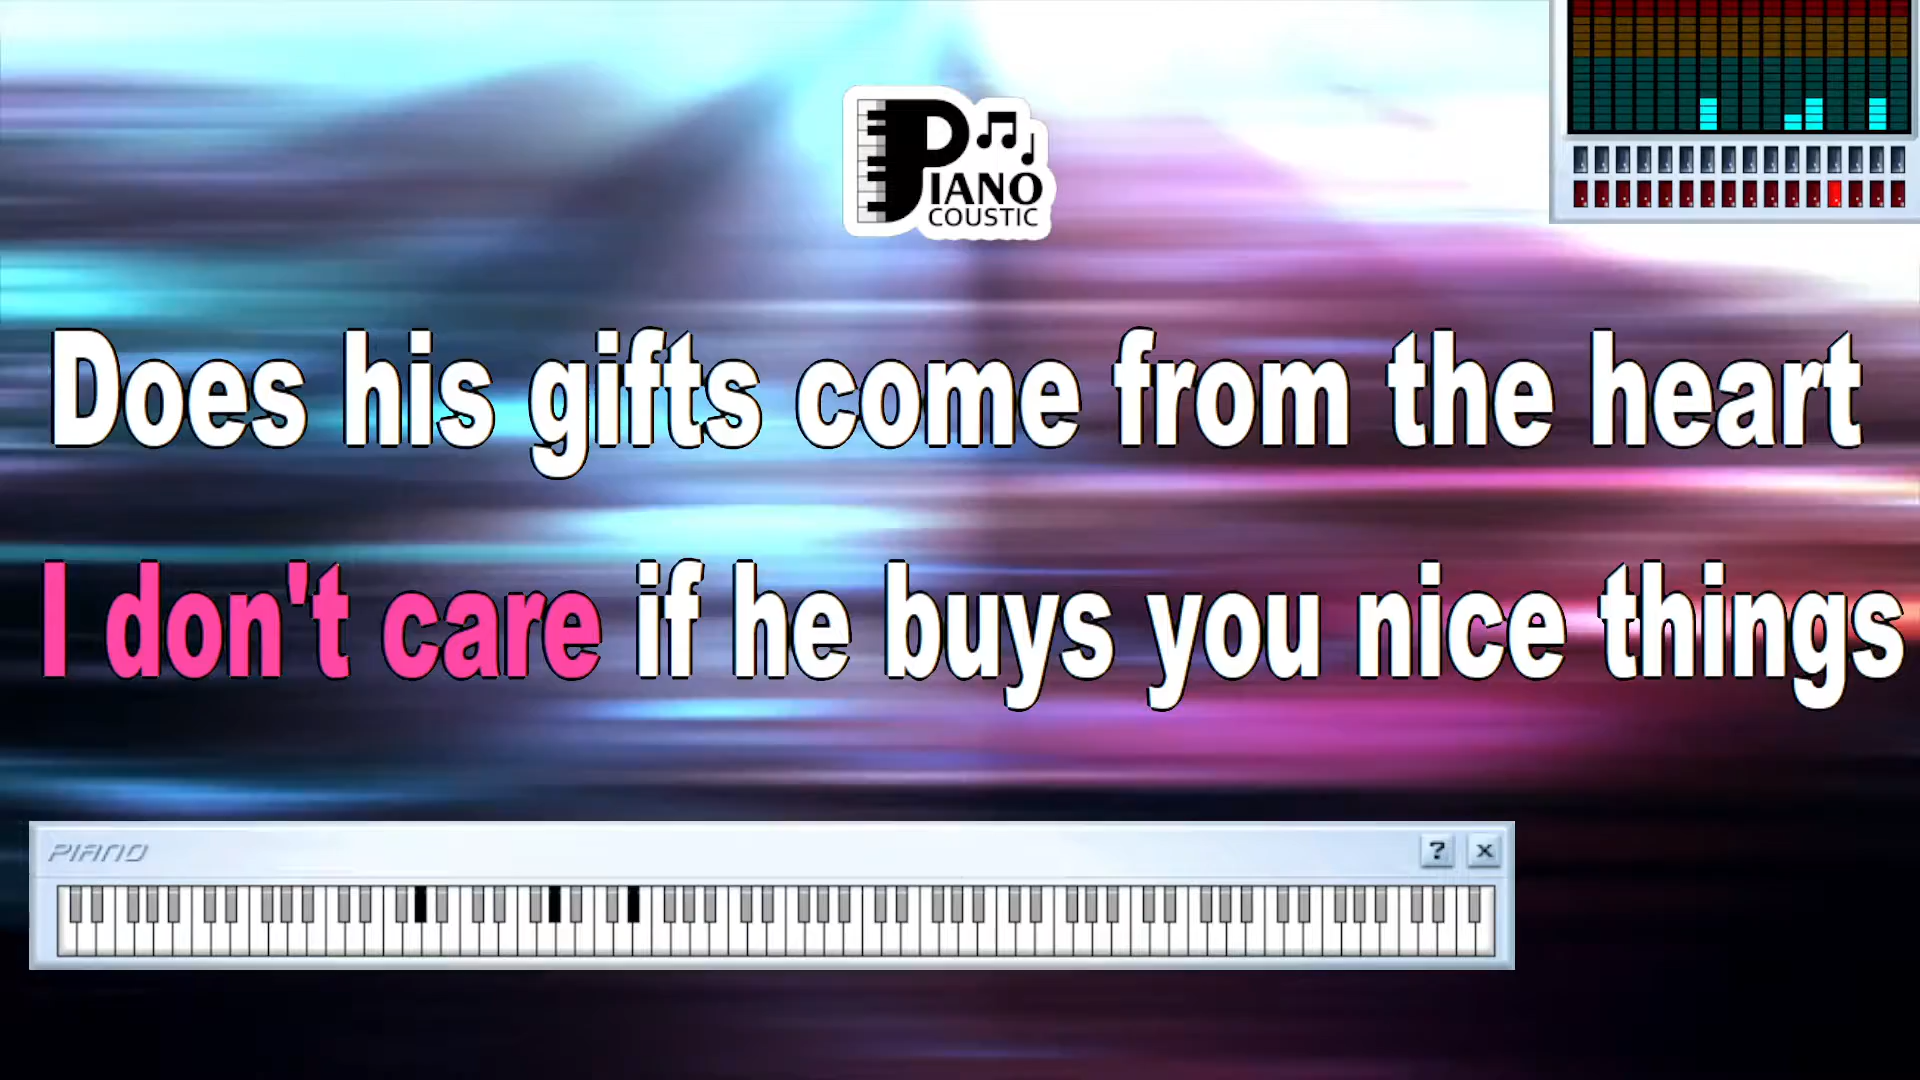 PIANO
COUSTIC
Does his gifts come from the heart
I don't care if he buys you nice things
PIANO
? X